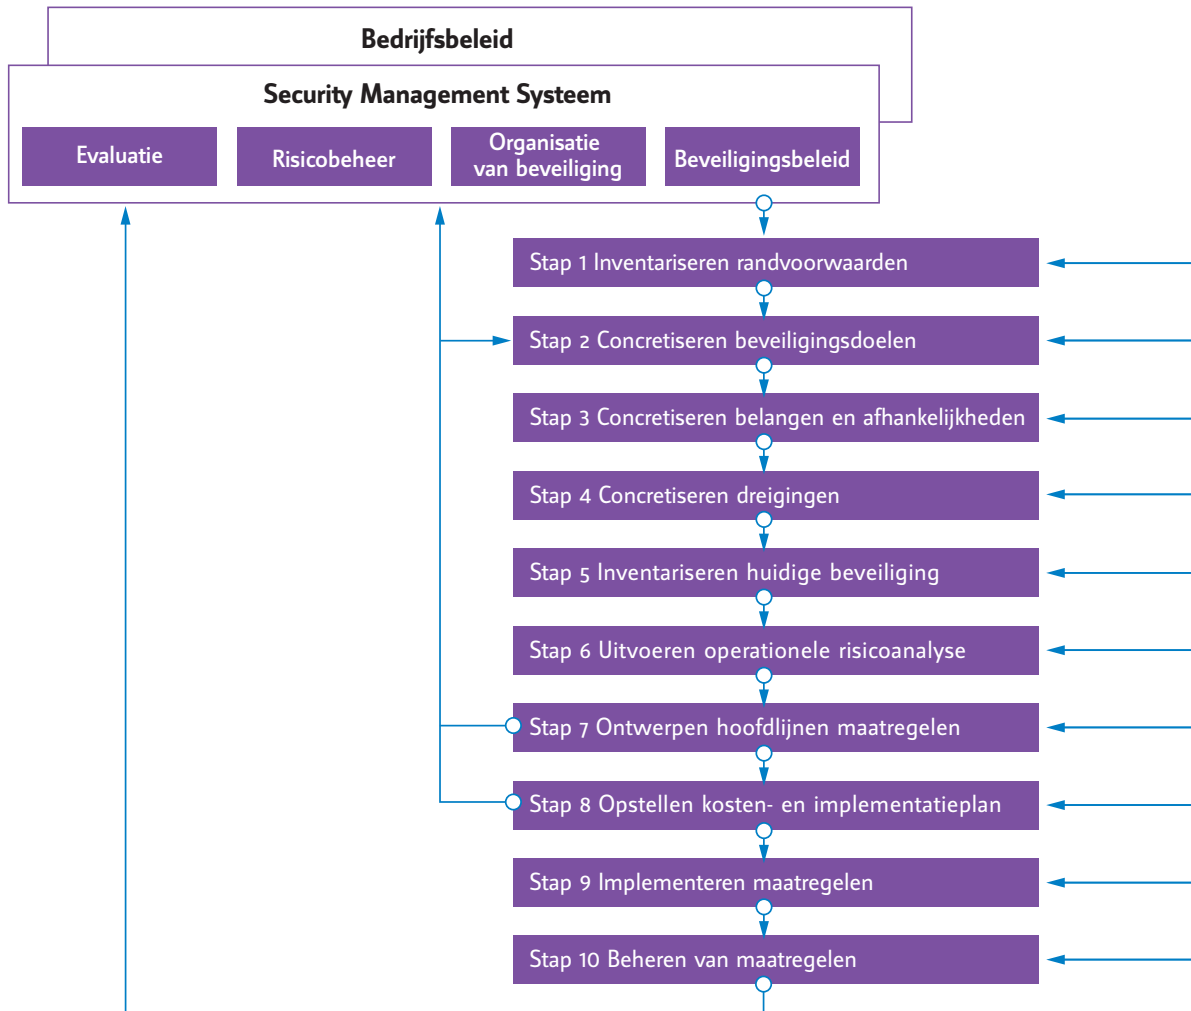 Bedrijfsbeleid
Security Management Systeem
Evaluatie
Risicobeheer
Organisatie
van beveiliging
Beveiligingsbeleid
Stap 1 Inventariseren randvoorwaarden
Stap 2 Concretiseren beveiligingsdoelen
Stap 3 Concretiseren belangen en afhankelijkheden
Stap 4 Concretiseren dreigingen
Stap 5 Inventariseren huidige beveiliging
Stap 6 Uitvoeren operationele risicoanalyse
Stap 7 Ontwerpen hoofdlijnen maatregelen
Stap 8 Opstellen kosten- en implementatieplan
Stap 9 Implementeren maatregelen
Stap 10 Beheren van maatregelen